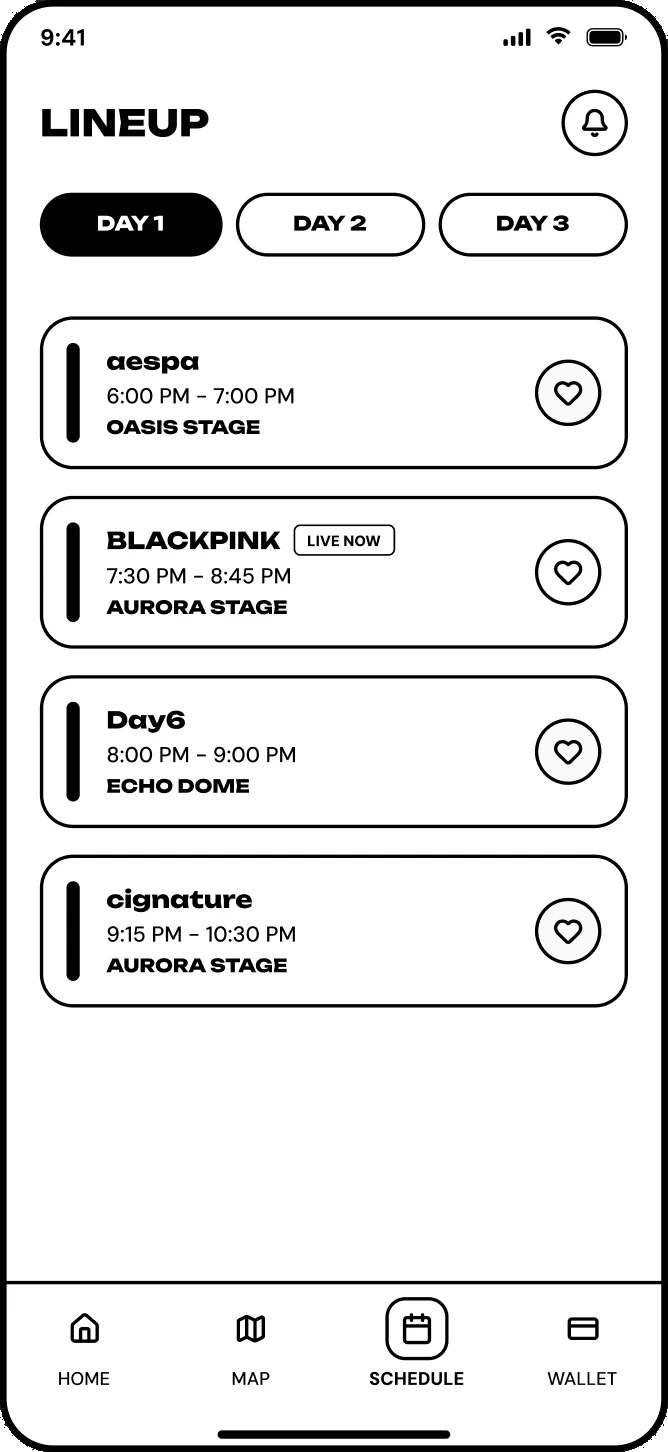 9:41
LINEUP
DAY 1
DAY 2
DAY 3
aespa
6:00 PM – 7:00 PM
OASIS STAGE
BLACKPINK LIVE NOW
7:30 PM – 8:45 PM
AURORA STAGE
Day6
8:00 PM – 9:00 PM
ECHO DOME
cignature
9:15 PM – 10:30 PM
AURORA STAGE
HOME
MAP
SCHEDULE
WALLET